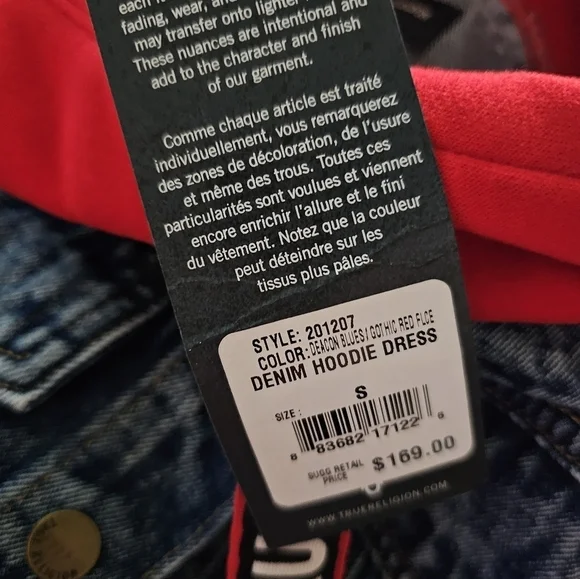 each
fading, wear, and
may transfer onto lighter
These nuances are intentional and
add to the character and finish
of our garment.
Comme chaque article est traité
individuellement, vous remarquerez
des zones de décoloration, de l'usure
et même des trous. Toutes ces
particularités sont voulues et viennent
encore enrichir l'allure et le fini
du vêtement. Notez que la couleur
peut déteindre sur les
tissus plus pâles.
STYLE: 201207
COLOR: DEACON BLUES/GOTHIC RED FLCE
DENIM HOODIE DRESS
SIZE: S
8 83682 17122 6
SUGG RETAIL
PRICE $169.00
WWW.TRUERELIGION.COM